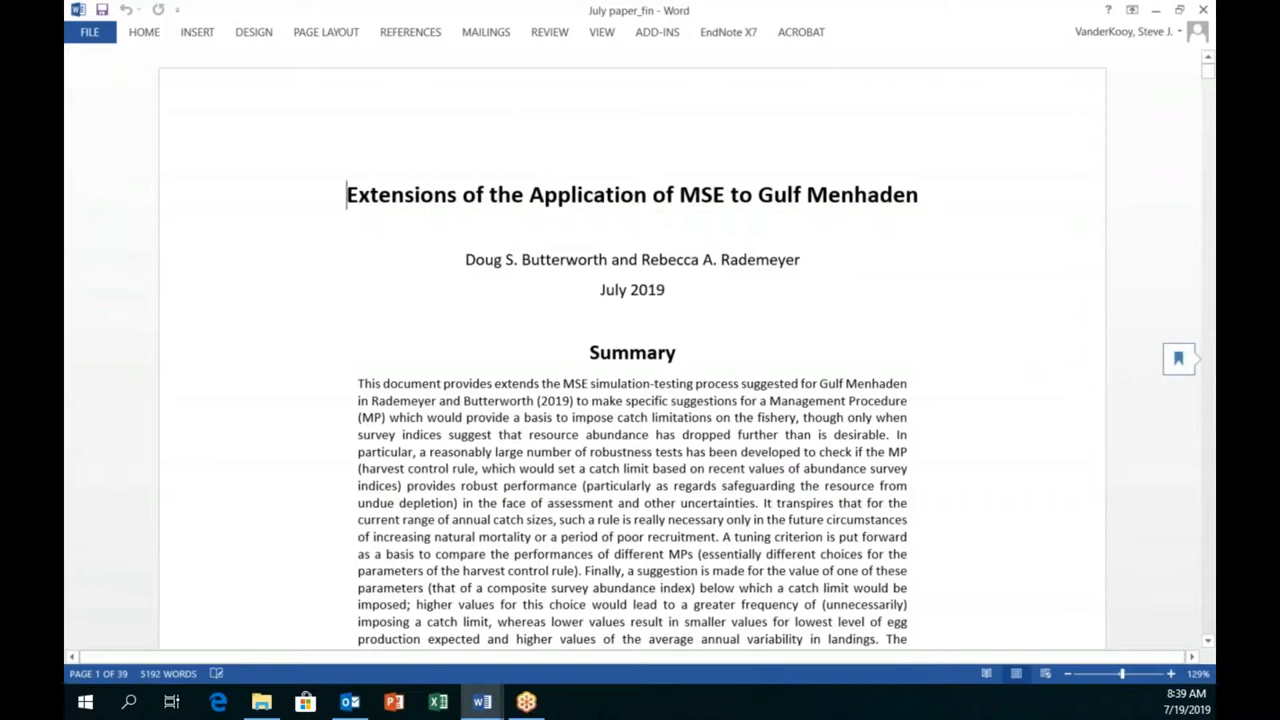 July paper_fin - Word
?
FILE HOME INSERT DESIGN PAGE LAYOUT REFERENCES MAILINGS REVIEW VIEW ADD-INS EndNote X7 ACROBAT VanderKooy, Steve J.
Extensions of the Application of MSE to Gulf Menhaden
Doug S. Butterworth and Rebecca A. Rademeyer
July 2019
Summary
This document provides extends the MSE simulation-testing process suggested for Gulf Menhaden
in Rademeyer and Butterworth (2019) to make specific suggestions for a Management Procedure
(MP) which would provide a basis to impose catch limitations on the fishery, though only when
survey indices suggest that resource abundance has dropped further than is desirable. In
particular, a reasonably large number of robustness tests has been developed to check if the MP
(harvest control rule, which would set a catch limit based on recent values of abundance survey
indices) provides robust performance (particularly as regards safeguarding the resource from
undue depletion) in the face of assessment and other uncertainties. It transpires that for the
current range of annual catch sizes, such a rule is really necessary only in the future circumstances
of increasing natural mortality or a period of poor recruitment. A tuning criterion is put forward
as a basis to compare the performances of different MPs (essentially different choices for the
parameters of the harvest control rule). Finally, a suggestion is made for the value of one of these
parameters (that of a composite survey abundance index) below which a catch limit would be
imposed; higher values for this choice would lead to a greater frequency of (unnecessarily)
imposing a catch limit, whereas lower values result in smaller values for lowest level of egg
production expected and higher values of the average annual variability in landings. The
PAGE 1 OF 39 5192 WORDS 129%
8:39 AM
7/19/2019